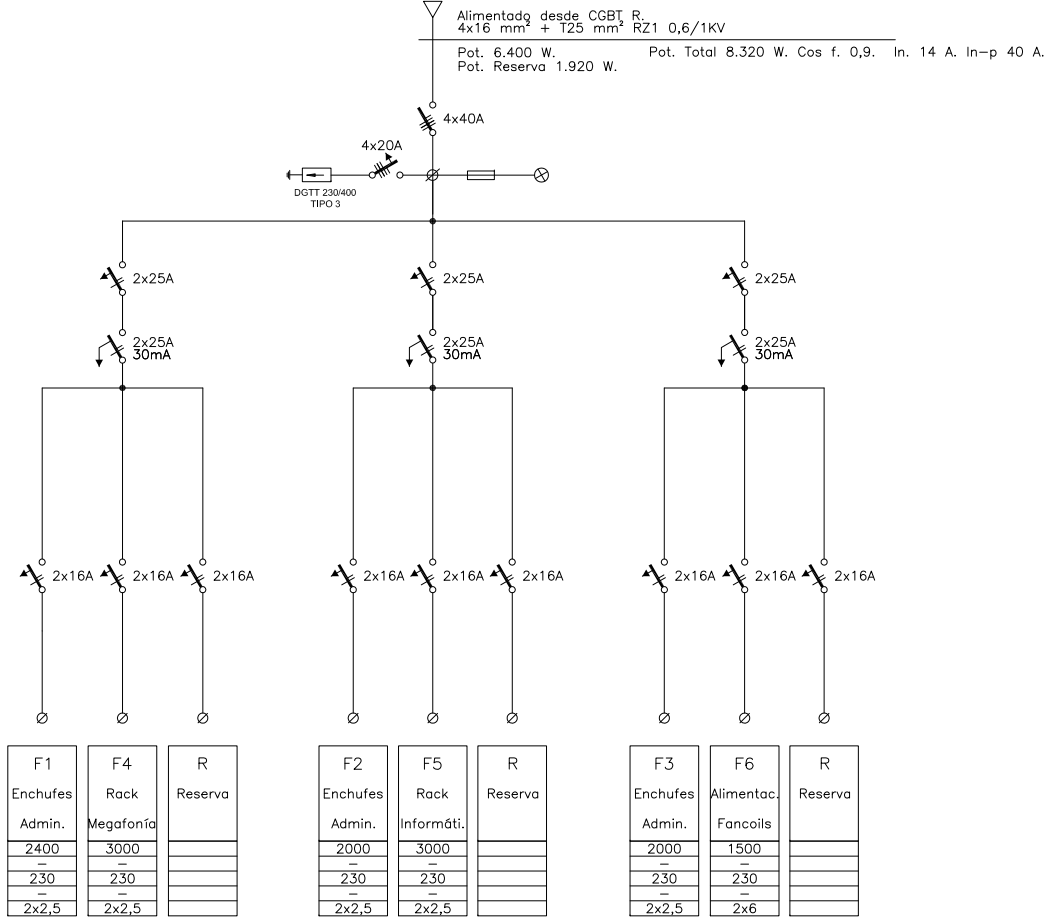 Alimentado desde CGBT R.
4x16 mm² + T25 mm² RZ1 0,6/1KV
Pot. 6.400 W. Pot. Total 8.320 W. Cos f. 0,9. In. 14 A. In-p 40 A.
Pot. Reserva 1.920 W.
4x40A
4x20A
DGTT 230/400
TIPO 3
2x25A 2x25A 2x25A
2x25A 2x25A 2x25A
30mA 30mA 30mA
2x16A 2x16A 2x16A 2x16A 2x16A 2x16A 2x16A 2x16A 2x16A
F1 F4 R F2 F5 R F3 F6 R
Enchufes Rack Reserva Enchufes Rack Reserva Enchufes Alimentac. Reserva
Admin. Megafonía Admin. Informáti. Admin. Fancoils
2400 3000 2000 3000 2000 1500
– – – – – –
230 230 230 230 230 230
– – – – – –
2x2,5 2x2,5 2x2,5 2x2,5 2x2,5 2x6